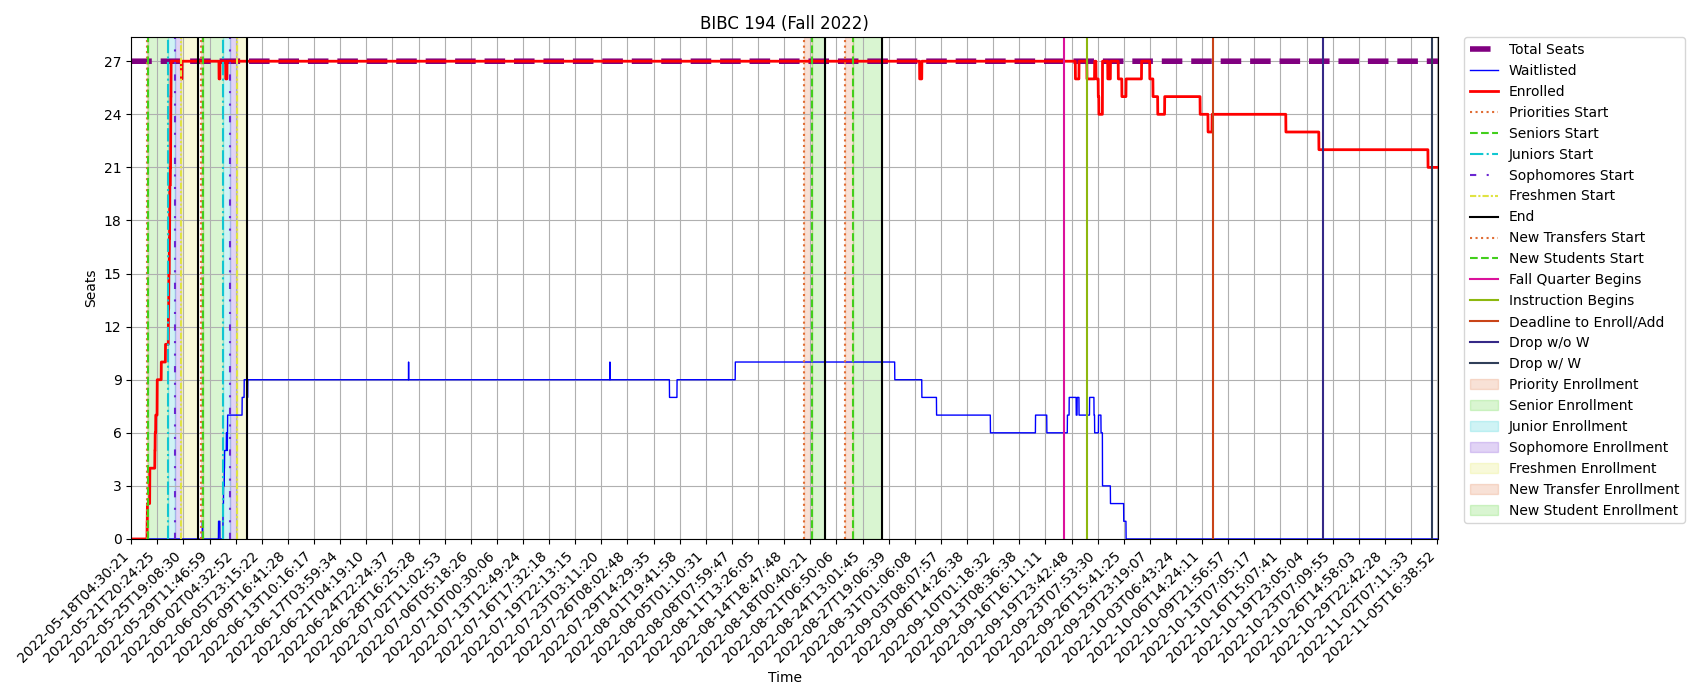 BIBC 194 (Fall 2022)
Seats
27
24
21
18
15
12
9
6
3
0
2022-05-18T04:30:21
2022-05-21T20:24:25
2022-05-25T19:08:30
2022-05-29T11:46:59
2022-06-02T04:32:52
2022-06-05T23:15:22
2022-06-09T16:41:28
2022-06-13T10:16:17
2022-06-17T03:59:34
2022-06-21T04:19:10
2022-06-24T22:24:37
2022-06-28T16:25:28
2022-07-02T11:02:53
2022-07-06T05:18:26
2022-07-10T00:30:06
2022-07-13T12:49:24
2022-07-16T17:32:18
2022-07-19T22:13:15
2022-07-23T03:11:20
2022-07-26T08:02:48
2022-07-29T14:29:35
2022-08-01T19:41:58
2022-08-05T01:10:31
2022-08-08T07:59:47
2022-08-11T13:26:05
2022-08-14T18:47:48
2022-08-18T00:40:21
2022-08-21T06:50:06
2022-08-24T13:01:45
2022-08-27T19:06:39
2022-08-31T01:06:08
2022-09-03T08:07:57
2022-09-06T14:26:38
2022-09-10T01:18:32
2022-09-13T08:36:38
2022-09-16T16:11:11
2022-09-19T23:42:48
2022-09-23T07:53:30
2022-09-26T15:41:25
2022-09-29T23:19:07
2022-10-03T06:43:24
2022-10-06T14:24:11
2022-10-09T21:56:57
2022-10-13T07:05:17
2022-10-16T15:07:41
2022-10-19T23:05:04
2022-10-23T07:09:55
2022-10-26T14:58:03
2022-10-29T22:42:28
2022-11-02T07:11:33
2022-11-05T16:38:52
Time
Total Seats
Waitlisted
Enrolled
Priorities Start
Seniors Start
Juniors Start
Sophomores Start
Freshmen Start
End
New Transfers Start
New Students Start
Fall Quarter Begins
Instruction Begins
Deadline to Enroll/Add
Drop w/o W
Drop w/ W
Priority Enrollment
Senior Enrollment
Junior Enrollment
Sophomore Enrollment
Freshmen Enrollment
New Transfer Enrollment
New Student Enrollment